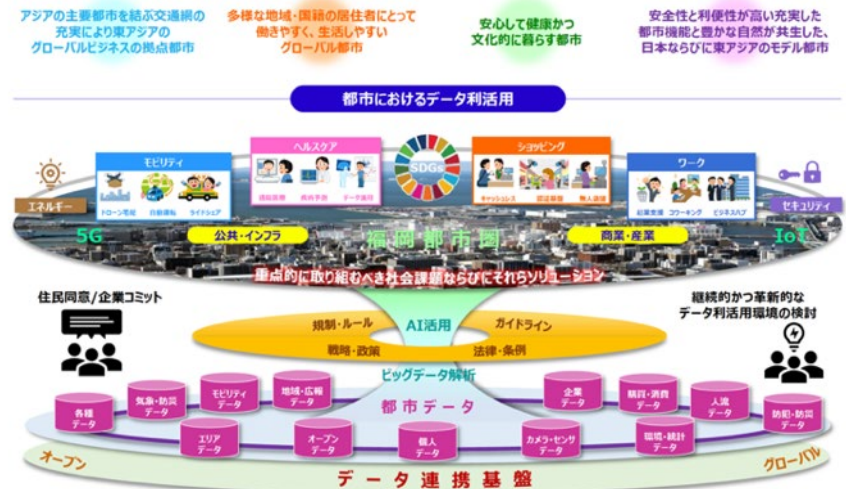 アジアの主要都市を結ぶ交通網の
充実により東アジアの
グローバルビジネスの拠点都市
多様な地域・国籍の居住者にとって
働きやすく、生活しやすい
グローバル都市
安心して健康かつ
文化的に暮らす都市
安全性と利便性が高い充実した
都市機能と豊かな自然が共生した、
日本ならびに東アジアのモデル都市
都市におけるデータ利活用
モビリティ
ドローン宅配
自動運転
ライドシェア
ヘルスケア
遠隔医療
疾病予測
データ活用
SDGs
ショッピング
キャッシュレス
認証顧客
無人店舗
ワーク
起業支援
コワーキング
ビジネスハブ
エネルギー
セキュリティ
5G
公共・インフラ
福岡都市圏
商業・産業
IoT
重点的に取り組むべき社会課題ならびにそれらソリューション
住民同意/企業コミット
継続的かつ革新的な
データ利活用環境の検討
規制・ルール
AI活用
ガイドライン
戦略・政策
法律・条例
ビッグデータ解析
都市データ
各種
データ
気象・防災
データ
モビリティ
データ
地域・広報
データ
企業
データ
購買・消費
データ
人流
データ
防犯・防災
データ
エリア
データ
オープン
データ
個人
データ
カメラ・センサ
データ
環境・統計
データ
オープン
データ連携基盤
グローバル